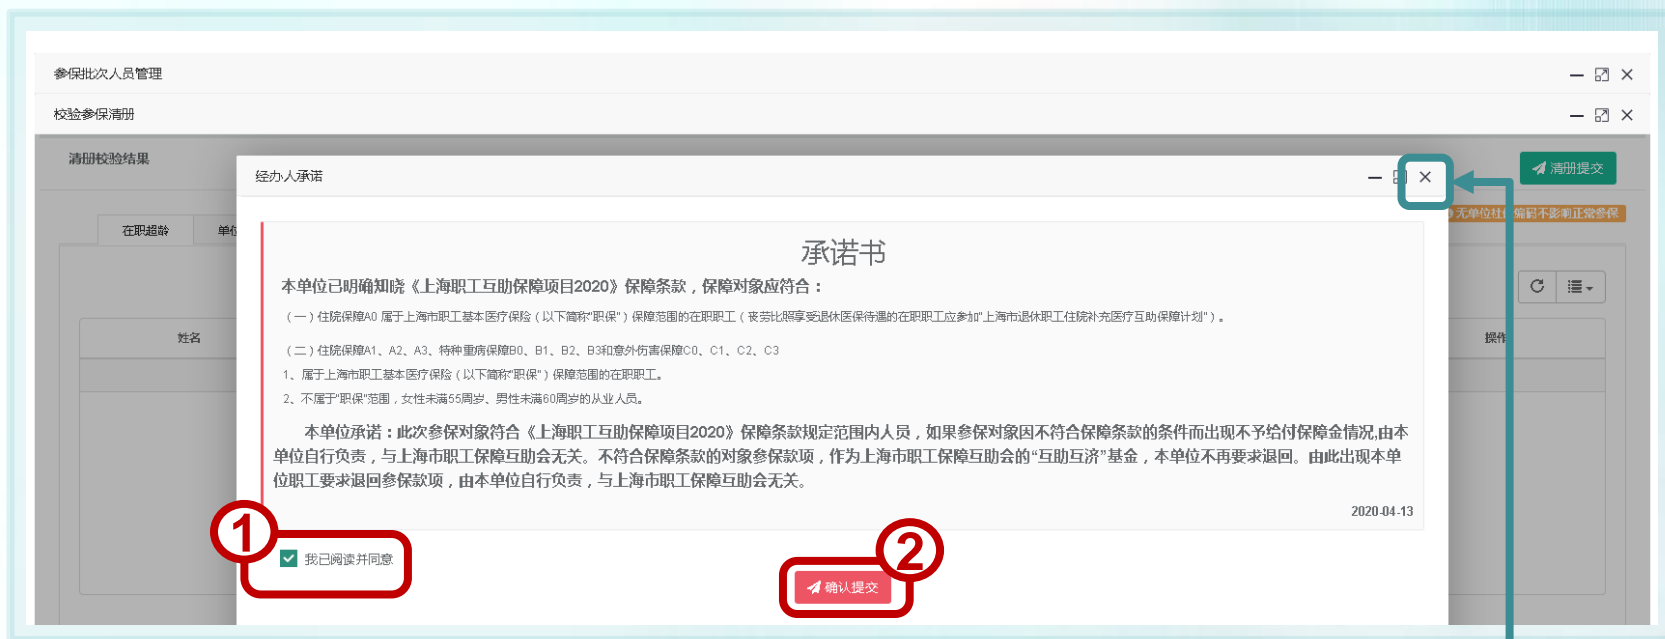 参保批次人员管理
校验参保清册
清册校验结果
清册提交
经办人承诺
在职超龄
单位
无单位社保编码不影响正常参保
承诺书
本单位已明确知晓《上海职工互助保障项目2020》保障条款，保障对象应符合：
（一）住院保障A0 属于上海市职工基本医疗保险（以下简称“职保”）保障范围的在职职工（夜劳比照享受退休医保待遇的在职职工应参加“上海市退休职工住院补充医疗互助保障计划”）。
（二）住院保障A1、A2、A3、特种重病保障B0、B1、B2、B3和意外伤害保障C0、C1、C2、C3
1、属于上海市职工基本医疗保险（以下简称“职保”）保障范围的在职职工。
2、不属于“职保”范围，女性未满55周岁、男性未满60周岁的从业人员。
本单位承诺：此次参保对象符合《上海职工互助保障项目2020》保障条款规定范围内人员，如果参保对象因不符合保障条款的条件而出现不予给付保障金情况,由本
单位自行负责，与上海市职工保障互助会无关。不符合保障条款的对象参保款项，作为上海市职工保障互助会的“互助互济”基金，本单位不再要求退回。由此出现本单
位职工要求退回参保款项，由本单位自行负责，与上海市职工保障互助会无关。
2020-04-13
姓名
操作
1
我已阅读并同意
2
确认提交